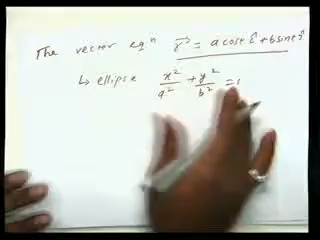 The vector eqn r⃗ = a cost î + b sint ĵ
↳ ellipse x²/a² + y²/b² = 1